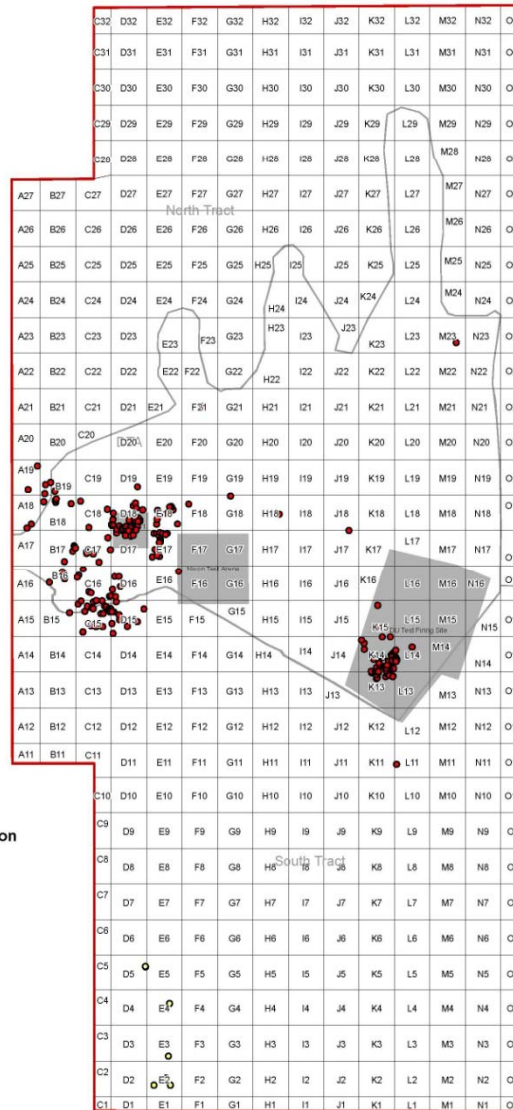 C32 D32 E32 F32 G32 H32 I32 J32 K32 L32 M32 N32 O
C31 D31 E31 F31 G31 H31 I31 J31 K31 L31 M31 N31 O
C30 D30 E30 F30 G30 H30 I30 J30 K30 L30 M30 N30 O
C29 D29 E29 F29 G29 H29 I29 J29 K29 L29 M29 N29 O
C28 D28 E28 F28 G28 H28 I28 J28 K28 L28 M28 N28 O
A27 B27 C27 D27 E27 F27 G27 H27 I27 J27 K27 L27 M27 N27 O
North Tract
A26 B26 C26 D26 E26 F26 G26 H26 I26 J26 K26 L26 M26 N26 O
A25 B25 C25 D25 E25 F25 G25 H25 I25 J25 K25 L25 M25 N25 O
A24 B24 C24 D24 E24 F24 G24 H24 I24 J24 K24 L24 M24 N24 O
A23 B23 C23 D23 E23 F23 G23 H23 I23 J23 K23 L23 M23 N23 O
A22 B22 C22 D22 E22 F22 G22 H22 I22 J22 K22 L22 M22 N22 O
A21 B21 C21 D21 E21 F21 G21 H21 I21 J21 K21 L21 M21 N21 O
A20 B20 C20 D20 E20 F20 G20 H20 I20 J20 K20 L20 M20 N20 O
A19 B19 C19 D19 E19 F19 G19 H19 I19 J19 K19 L19 M19 N19 O
A18 B18 C18 D18 E18 F18 G18 H18 I18 J18 K18 L18 M18 N18 O
A17 B17 C17 D17 E17 F17 G17 H17 I17 J17 K17 L17 M17 N17 O
A16 B16 C16 D16 E16 F16 G16 H16 I16 J16 K16 L16 M16 N16 O
A15 B15 C15 D15 E15 F15 G15 H15 I15 J15 K15 L15 M15 N15 O
DU Test Firing Site
A14 B14 C14 D14 E14 F14 G14 H14 I14 J14 K14 L14 M14 N14 O
A13 B13 C13 D13 E13 F13 G13 H13 I13 J13 K13 L13 M13 N13 O
A12 B12 C12 D12 E12 F12 G12 H12 I12 J12 K12 L12 M12 N12 O
A11 B11 C11 D11 E11 F11 G11 H11 I11 J11 K11 L11 M11 N11 O
C10 D10 E10 F10 G10 H10 I10 J10 K10 L10 M10 N10 O
on
C9 D9 E9 F9 G9 H9 I9 J9 K9 L9 M9 N9 O
C8 D8 E8 F8 G8 H8 I8 J8 K8 L8 M8 N8 O
South Tract
C7 D7 E7 F7 G7 H7 I7 J7 K7 L7 M7 N7 O
C6 D6 E6 F6 G6 H6 I6 J6 K6 L6 M6 N6 O
C5 D5 E5 F5 G5 H5 I5 J5 K5 L5 M5 N5 O
C4 D4 E4 F4 G4 H4 I4 J4 K4 L4 M4 N4 O
C3 D3 E3 F3 G3 H3 I3 J3 K3 L3 M3 N3 O
C2 D2 E2 F2 G2 H2 I2 J2 K2 L2 M2 N2 O
C1 D1 E1 F1 G1 H1 I1 J1 K1 L1 M1 N1 O